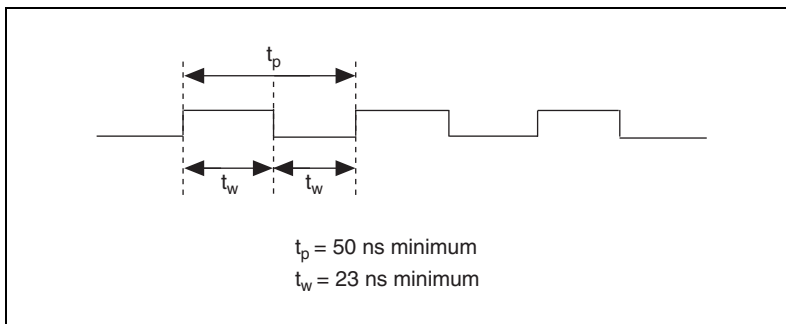 tp
tw tw
tp = 50 ns minimum
tw = 23 ns minimum